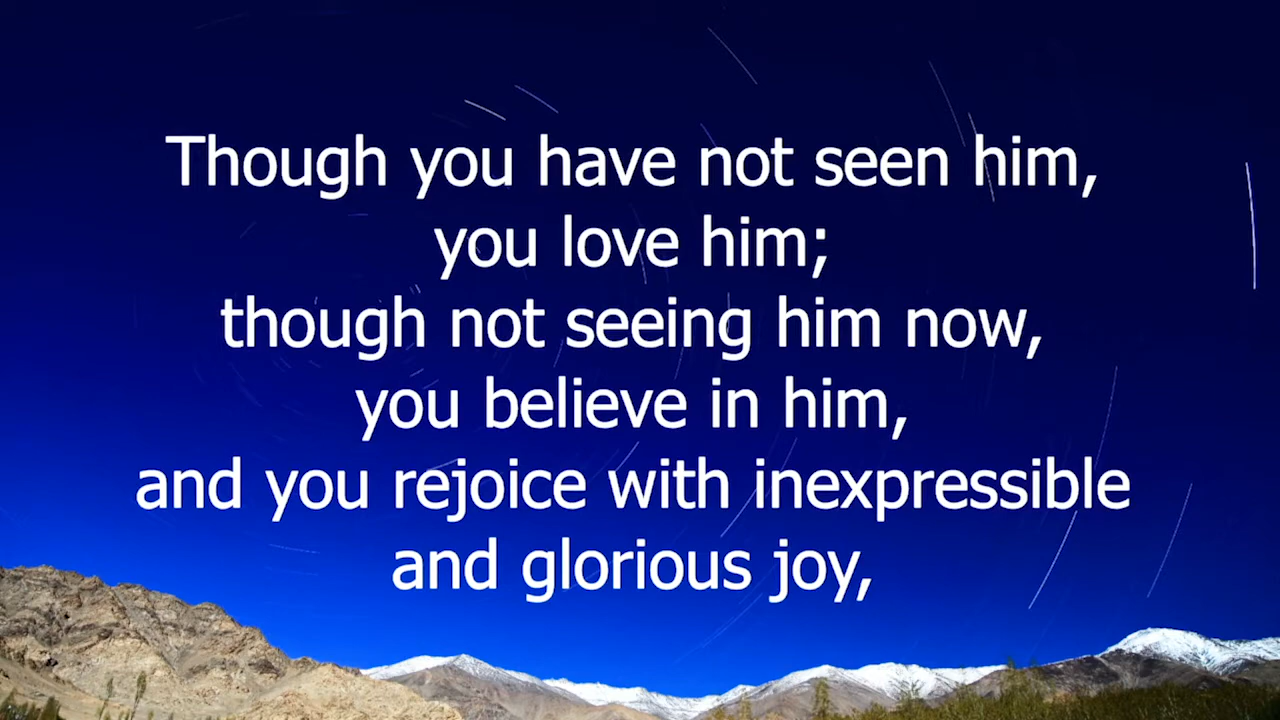 Though you have not seen him,
you love him;
though not seeing him now,
you believe in him,
and you rejoice with inexpressible
and glorious joy,